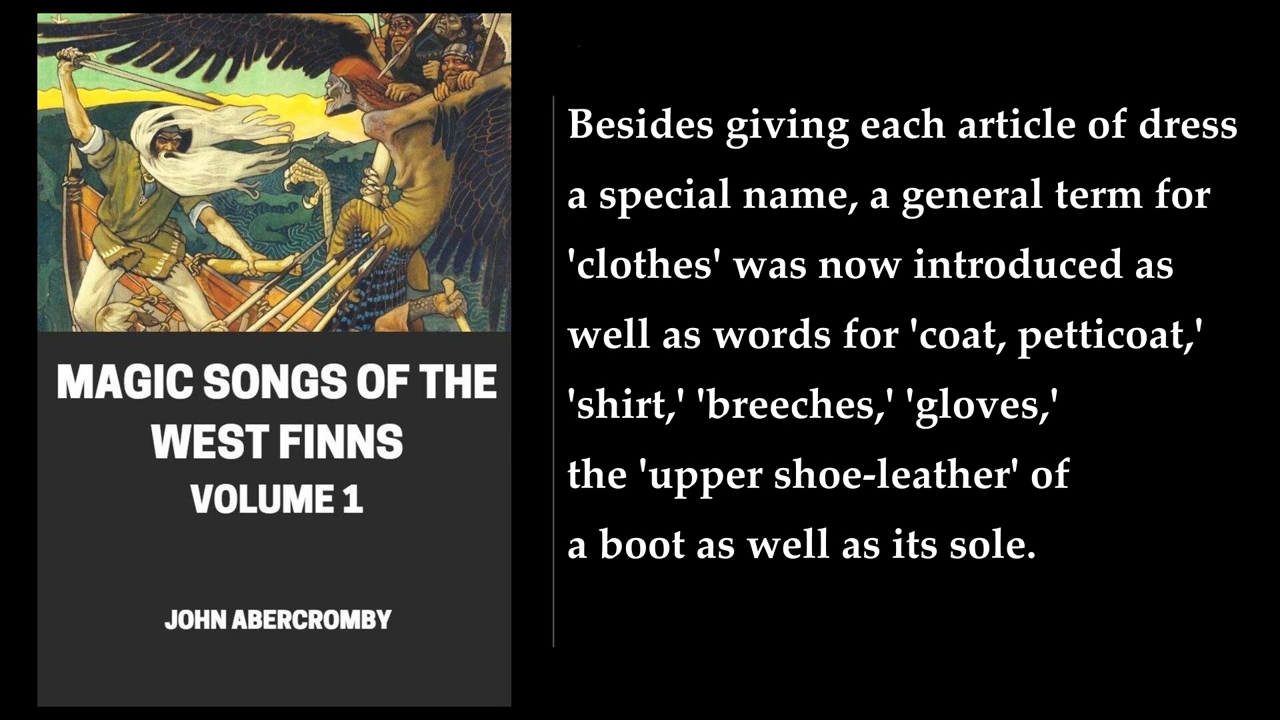 MAGIC SONGS OF THE
WEST FINNS
VOLUME 1
JOHN ABERCROMBY
Besides giving each article of dress
a special name, a general term for
'clothes' was now introduced as
well as words for 'coat, petticoat,'
'shirt,' 'breeches,' 'gloves,'
the 'upper shoe-leather' of
a boot as well as its sole.